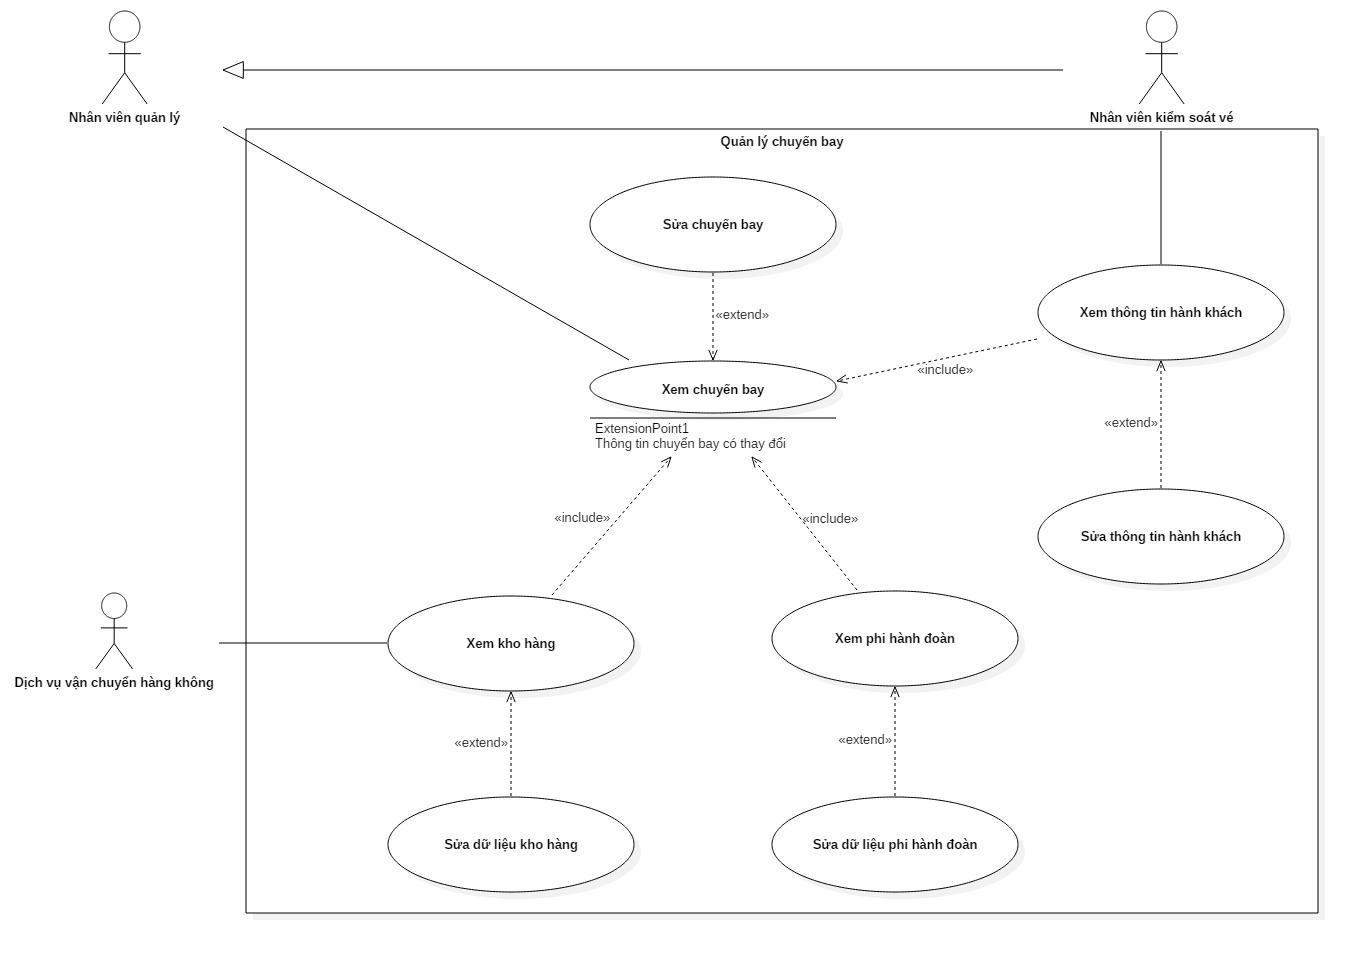 Nhân viên quản lý
Nhân viên kiểm soát vé
Quản lý chuyến bay
Sửa chuyến bay
Xem thông tin hành khách
«extend»
«include»
Xem chuyến bay
ExtensionPoint1
Thông tin chuyến bay có thay đổi
«extend»
«include»
«include»
Sửa thông tin hành khách
Xem kho hàng
Xem phi hành đoàn
Dịch vụ vận chuyển hàng không
«extend»
«extend»
Sửa dữ liệu kho hàng
Sửa dữ liệu phi hành đoàn